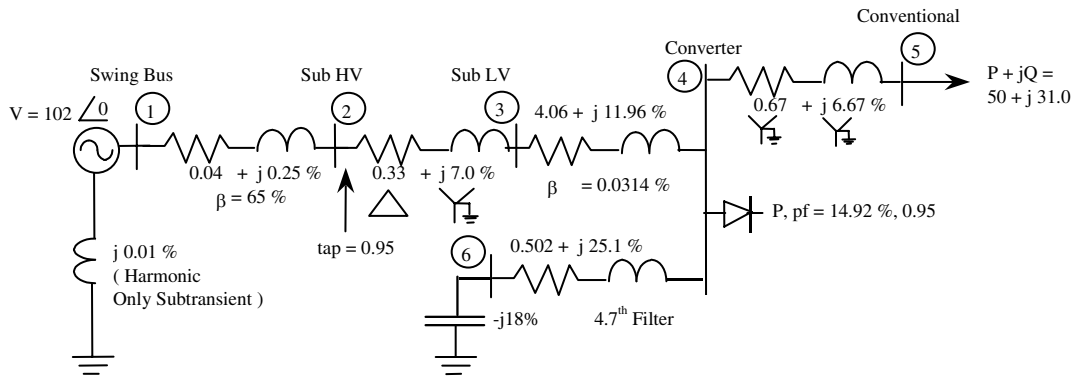 Conventional
5
P + jQ =
50 + j 31.0
Converter
4
0.67 + j 6.67 %
Swing Bus
Sub HV
Sub LV
V = 102 ∠0
1
2
3
4.06 + j 11.96 %
0.04 + j 0.25 %
β = 65 %
0.33 + j 7.0 %
β = 0.0314 %
P, pf = 14.92 %, 0.95
tap = 0.95
6
0.502 + j 25.1 %
j 0.01 %
( Harmonic
Only Subtransient )
-j18%
4.7th Filter